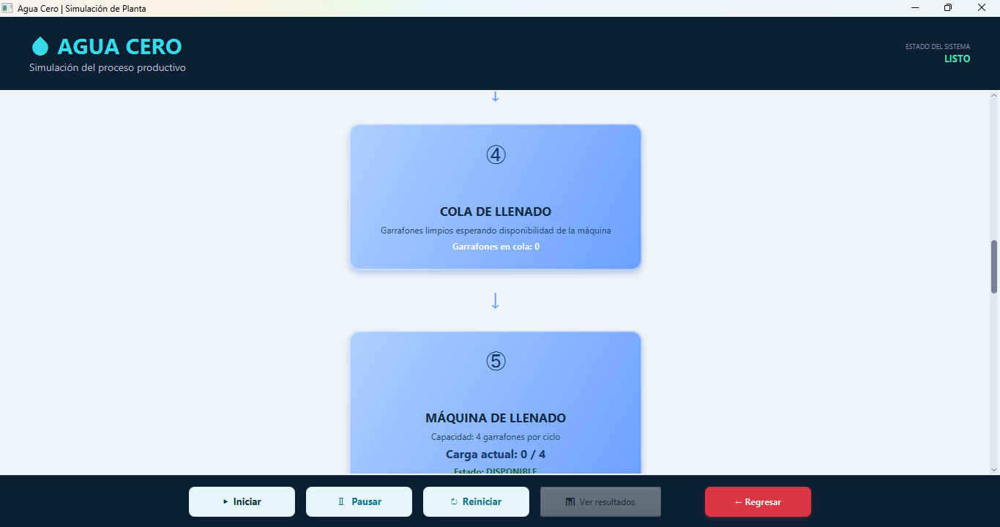 Agua Cero | Simulación de Planta
AGUA CERO
Simulación del proceso productivo
ESTADO DEL SISTEMA
LISTO
↓
④
COLA DE LLENADO
Garrafones limpios esperando disponibilidad de la máquina
Garrafones en cola: 0
↓
⑤
MÁQUINA DE LLENADO
Capacidad: 4 garrafones por ciclo
Carga actual: 0 / 4
Estado: DISPONIBLE
Iniciar
Pausar
Reiniciar
Ver resultados
← Regresar